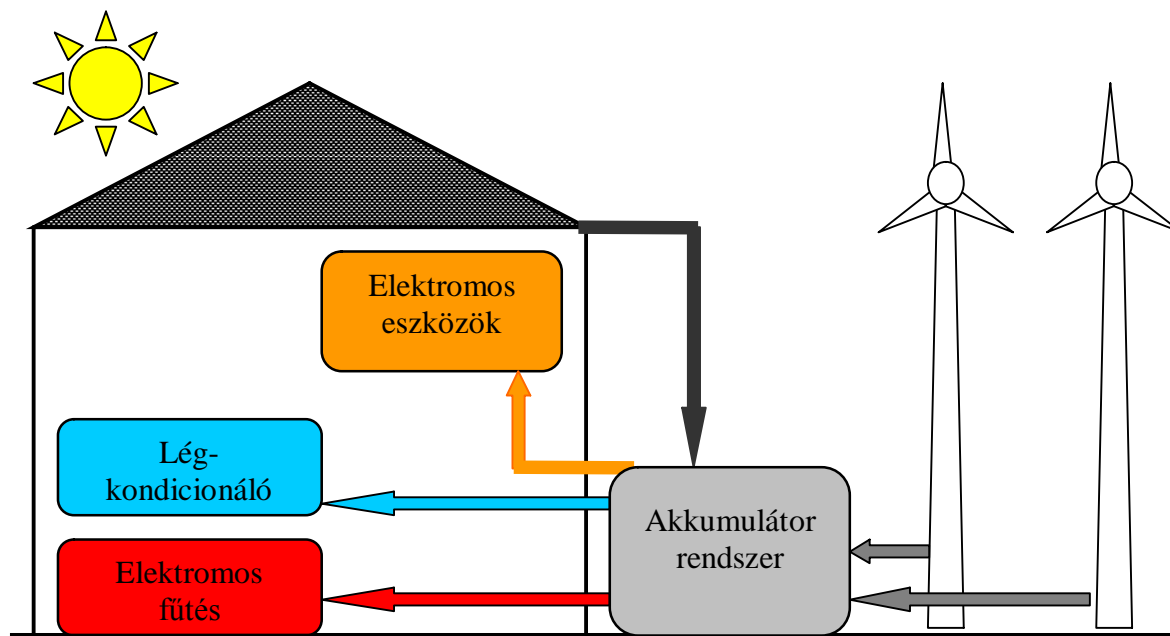 Elektromos
eszközök
Lég-
kondicionáló
Akkumulátor
rendszer
Elektromos
fűtés